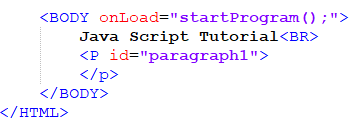 <BODY onLoad="startProgram();">
Java Script Tutorial<BR>
<P id="paragraph1">
</p>
</BODY>
</HTML>